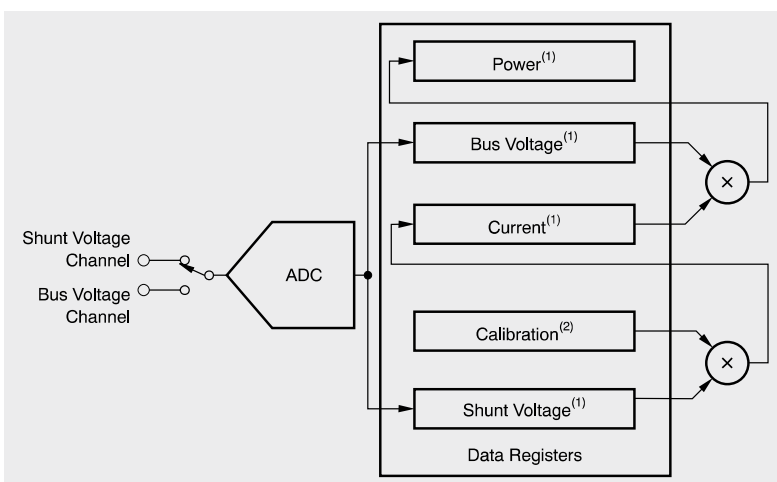 Power(1)
Bus Voltage(1)
×
Current(1)
Shunt Voltage
Channel
ADC
Bus Voltage
Channel
Calibration(2)
×
Shunt Voltage(1)
Data Registers